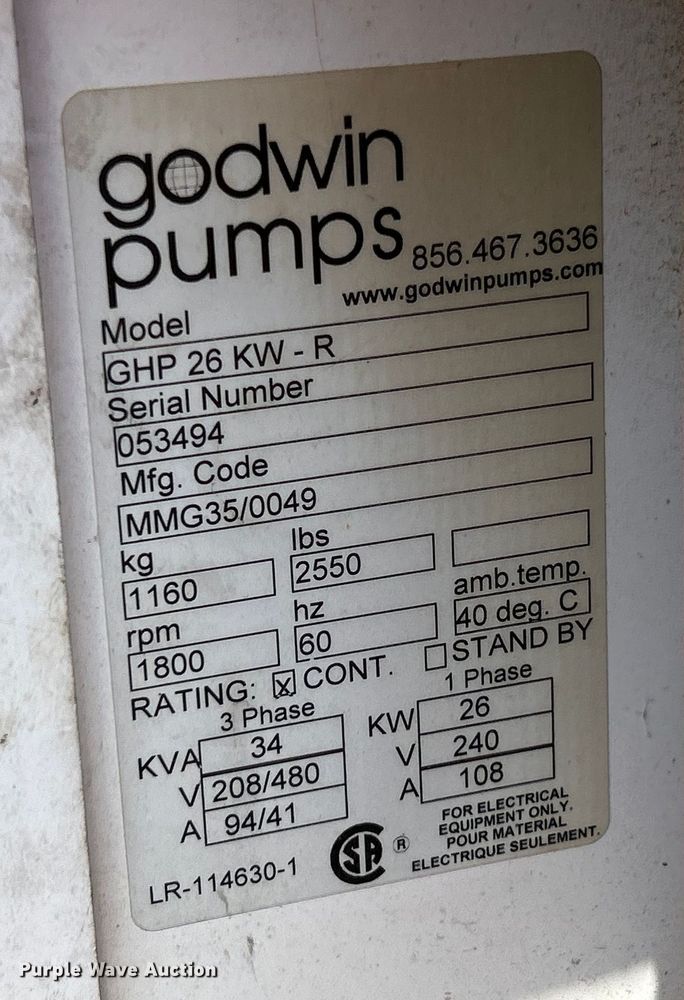 godwin
pumps
856.467.3636
www.godwinpumps.com
Model
GHP 26 KW - R
Serial Number
053494
Mfg. Code
MMG35/0049
kg lbs
1160 2550
rpm hz amb.temp.
1800 60 40 deg. C
RATING: X CONT. STAND BY
3 Phase 1 Phase
KVA 34 KW 26
V 208/480 V 240
A 94/41 A 108
LR-114630-1
SA ®
FOR ELECTRICAL
EQUIPMENT ONLY.
POUR MATERIAL
ELECTRIQUE SEULEMENT.
Purple Wave Auction